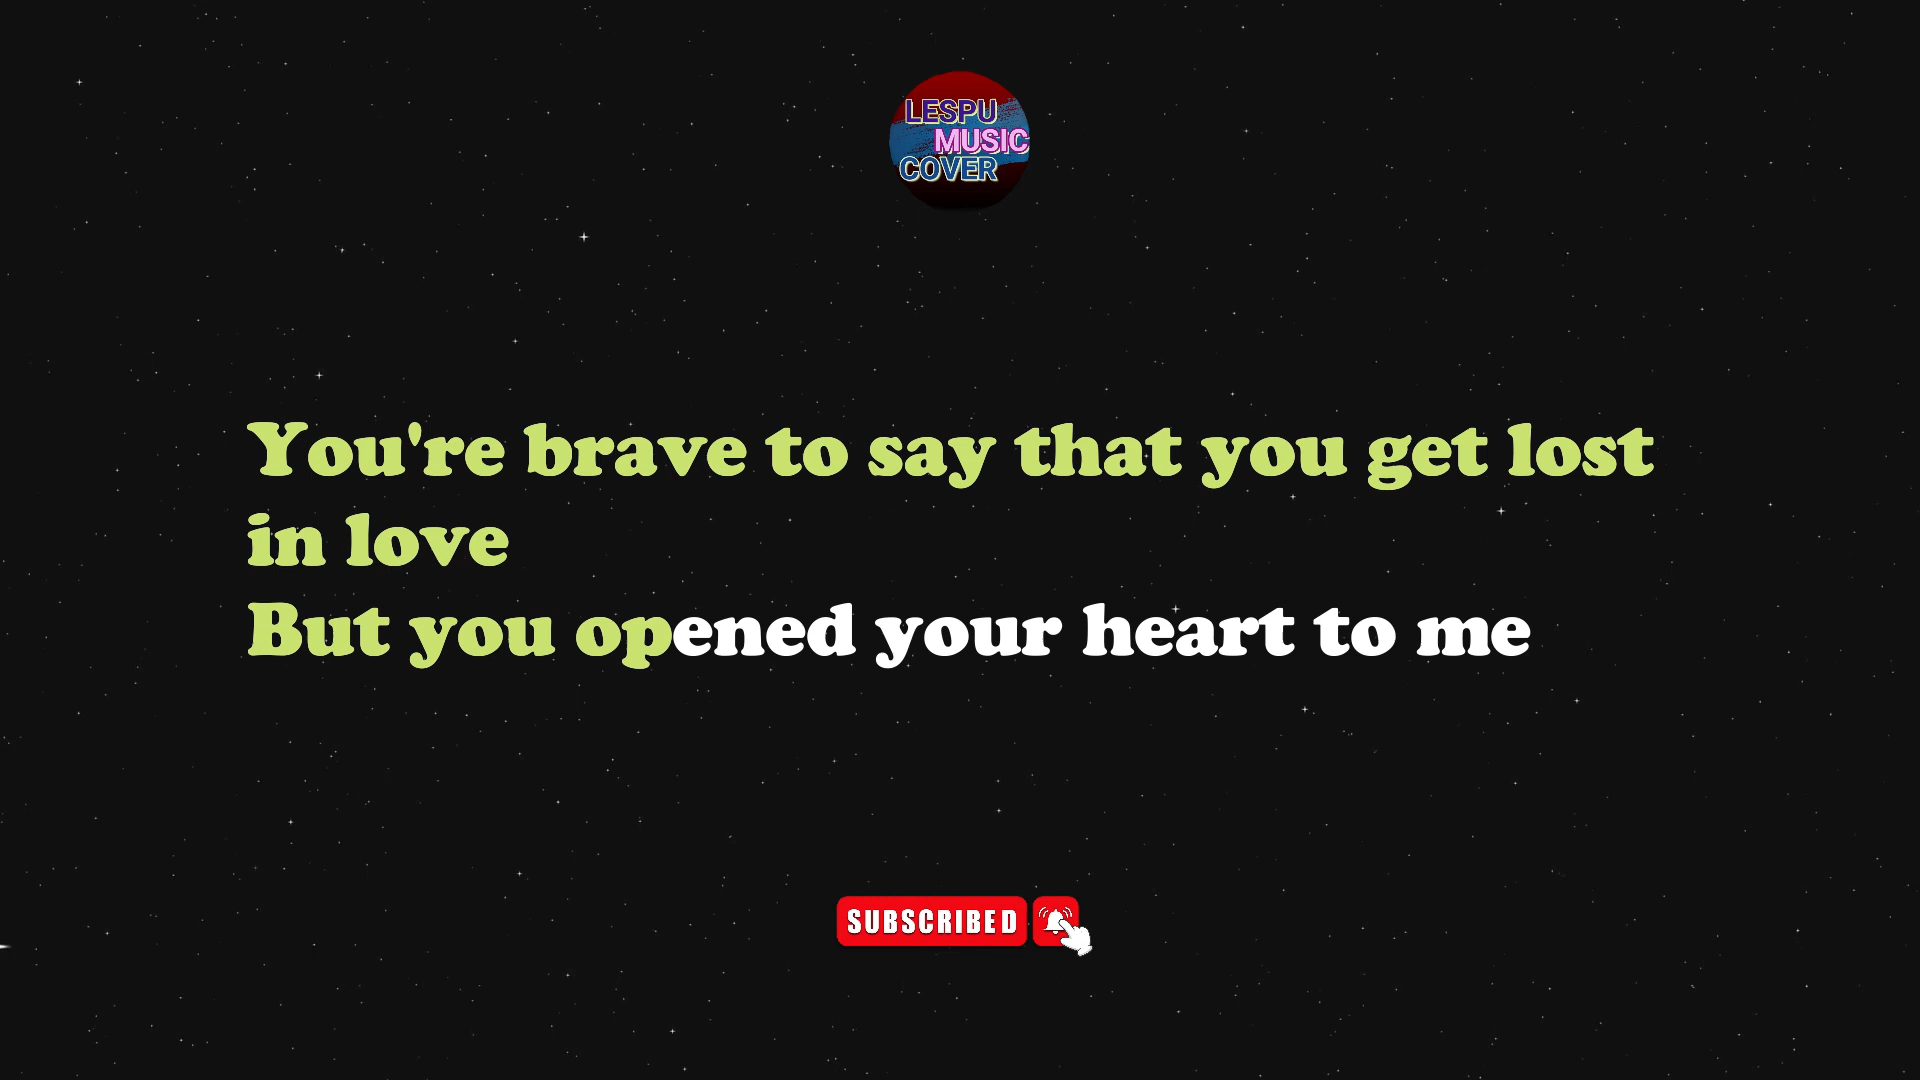 LESPU
MUSIC
COVER
You're brave to say that you get lost
in love
But you opened your heart to me
SUBSCRIBED